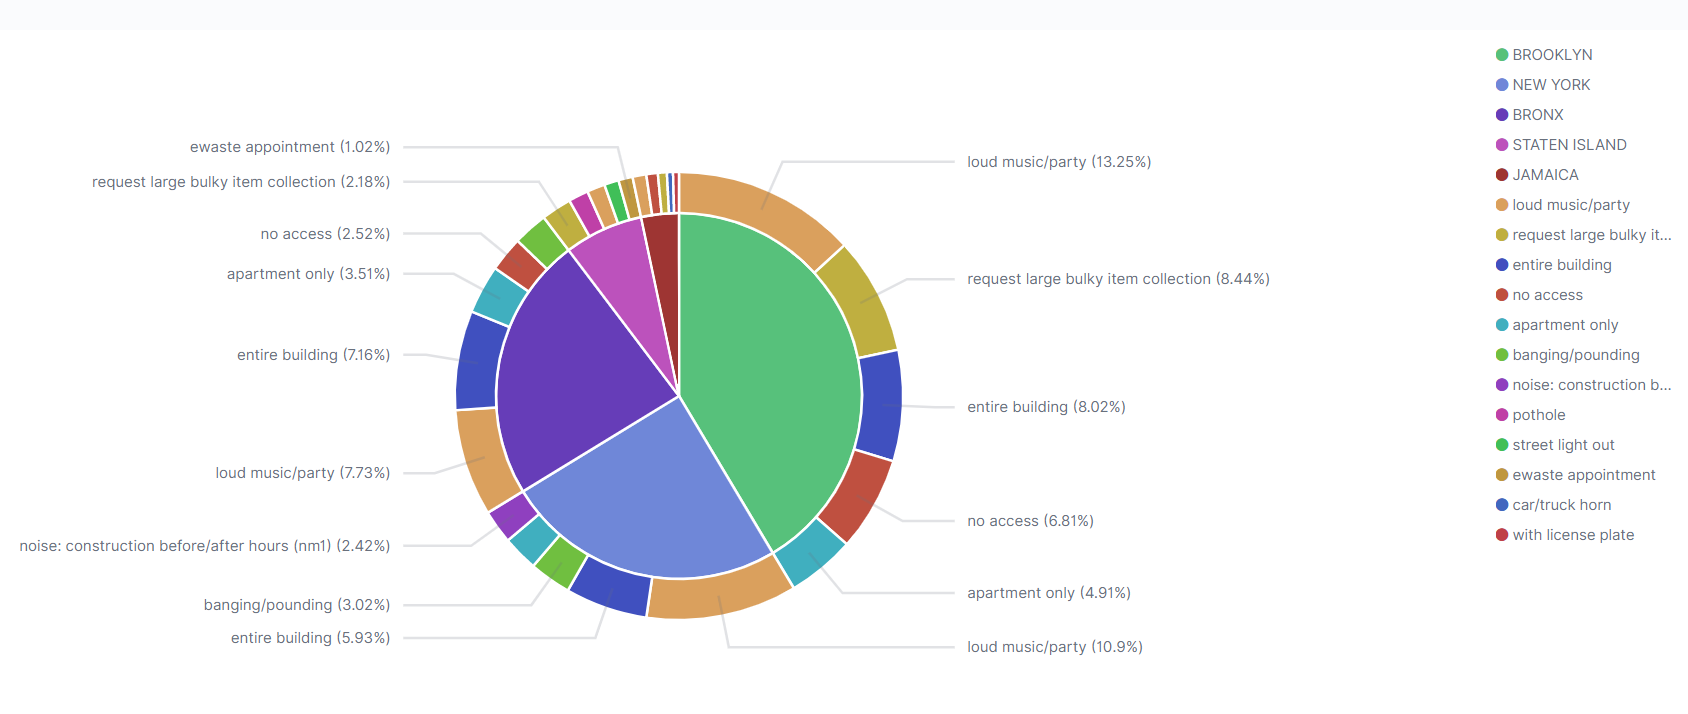 ewaste appointment (1.02%)
request large bulky item collection (2.18%)
no access (2.52%)
apartment only (3.51%)
entire building (7.16%)
loud music/party (7.73%)
noise: construction before/after hours (nm1) (2.42%)
banging/pounding (3.02%)
entire building (5.93%)
loud music/party (13.25%)
request large bulky item collection (8.44%)
entire building (8.02%)
no access (6.81%)
apartment only (4.91%)
loud music/party (10.9%)
BROOKLYN
NEW YORK
BRONX
STATEN ISLAND
JAMAICA
loud music/party
request large bulky it...
entire building
no access
apartment only
banging/pounding
noise: construction b...
pothole
street light out
ewaste appointment
car/truck horn
with license plate